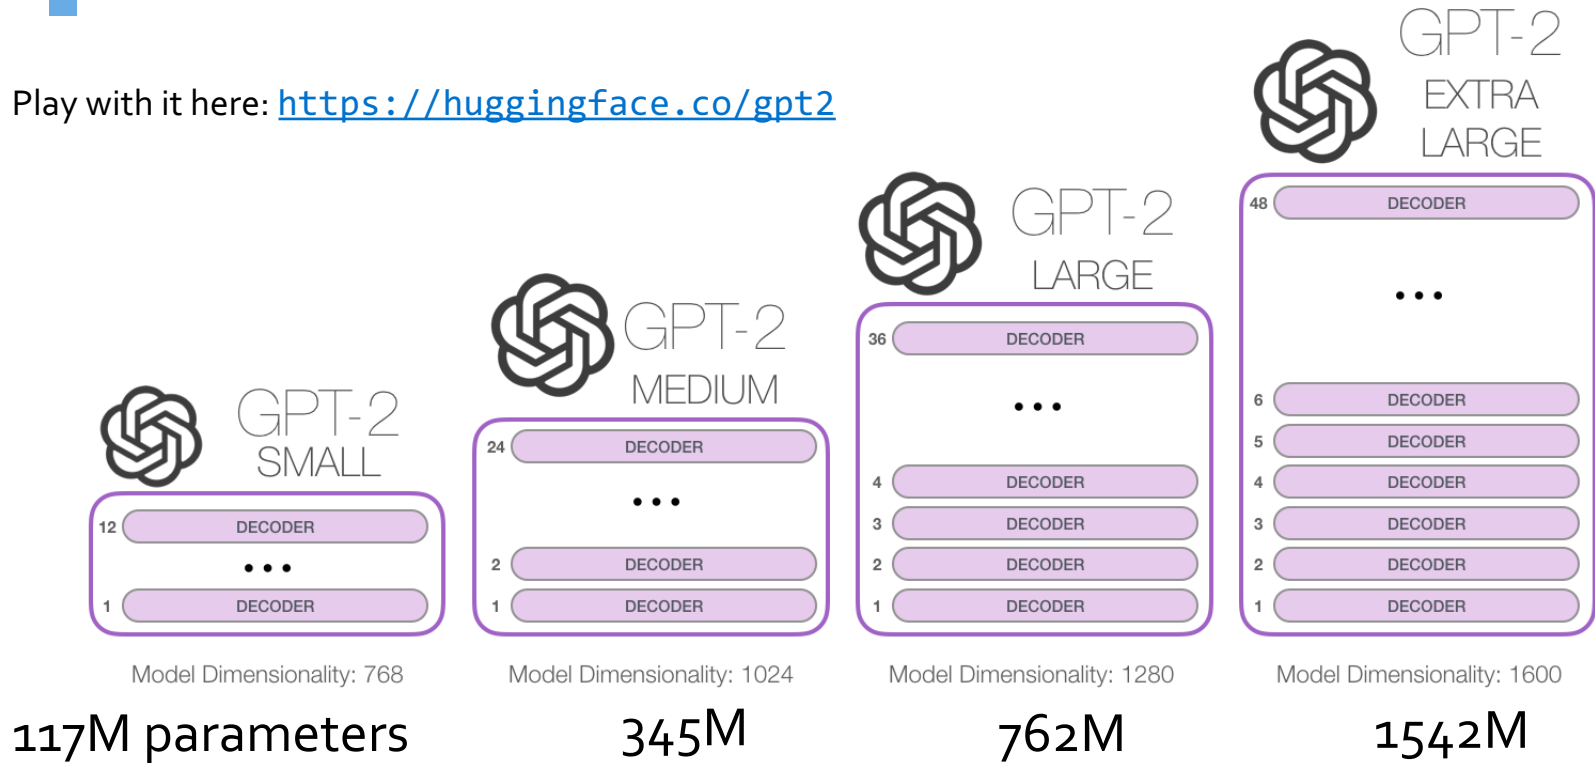 Play with it here: https://huggingface.co/gpt2
GPT-2
SMALL
12 DECODER
...
1 DECODER
Model Dimensionality: 768
117M parameters
GPT-2
MEDIUM
24 DECODER
...
2 DECODER
1 DECODER
Model Dimensionality: 1024
345M
GPT-2
LARGE
36 DECODER
...
4 DECODER
3 DECODER
2 DECODER
1 DECODER
Model Dimensionality: 1280
762M
GPT-2
EXTRA
LARGE
48 DECODER
...
6 DECODER
5 DECODER
4 DECODER
3 DECODER
2 DECODER
1 DECODER
Model Dimensionality: 1600
1542M